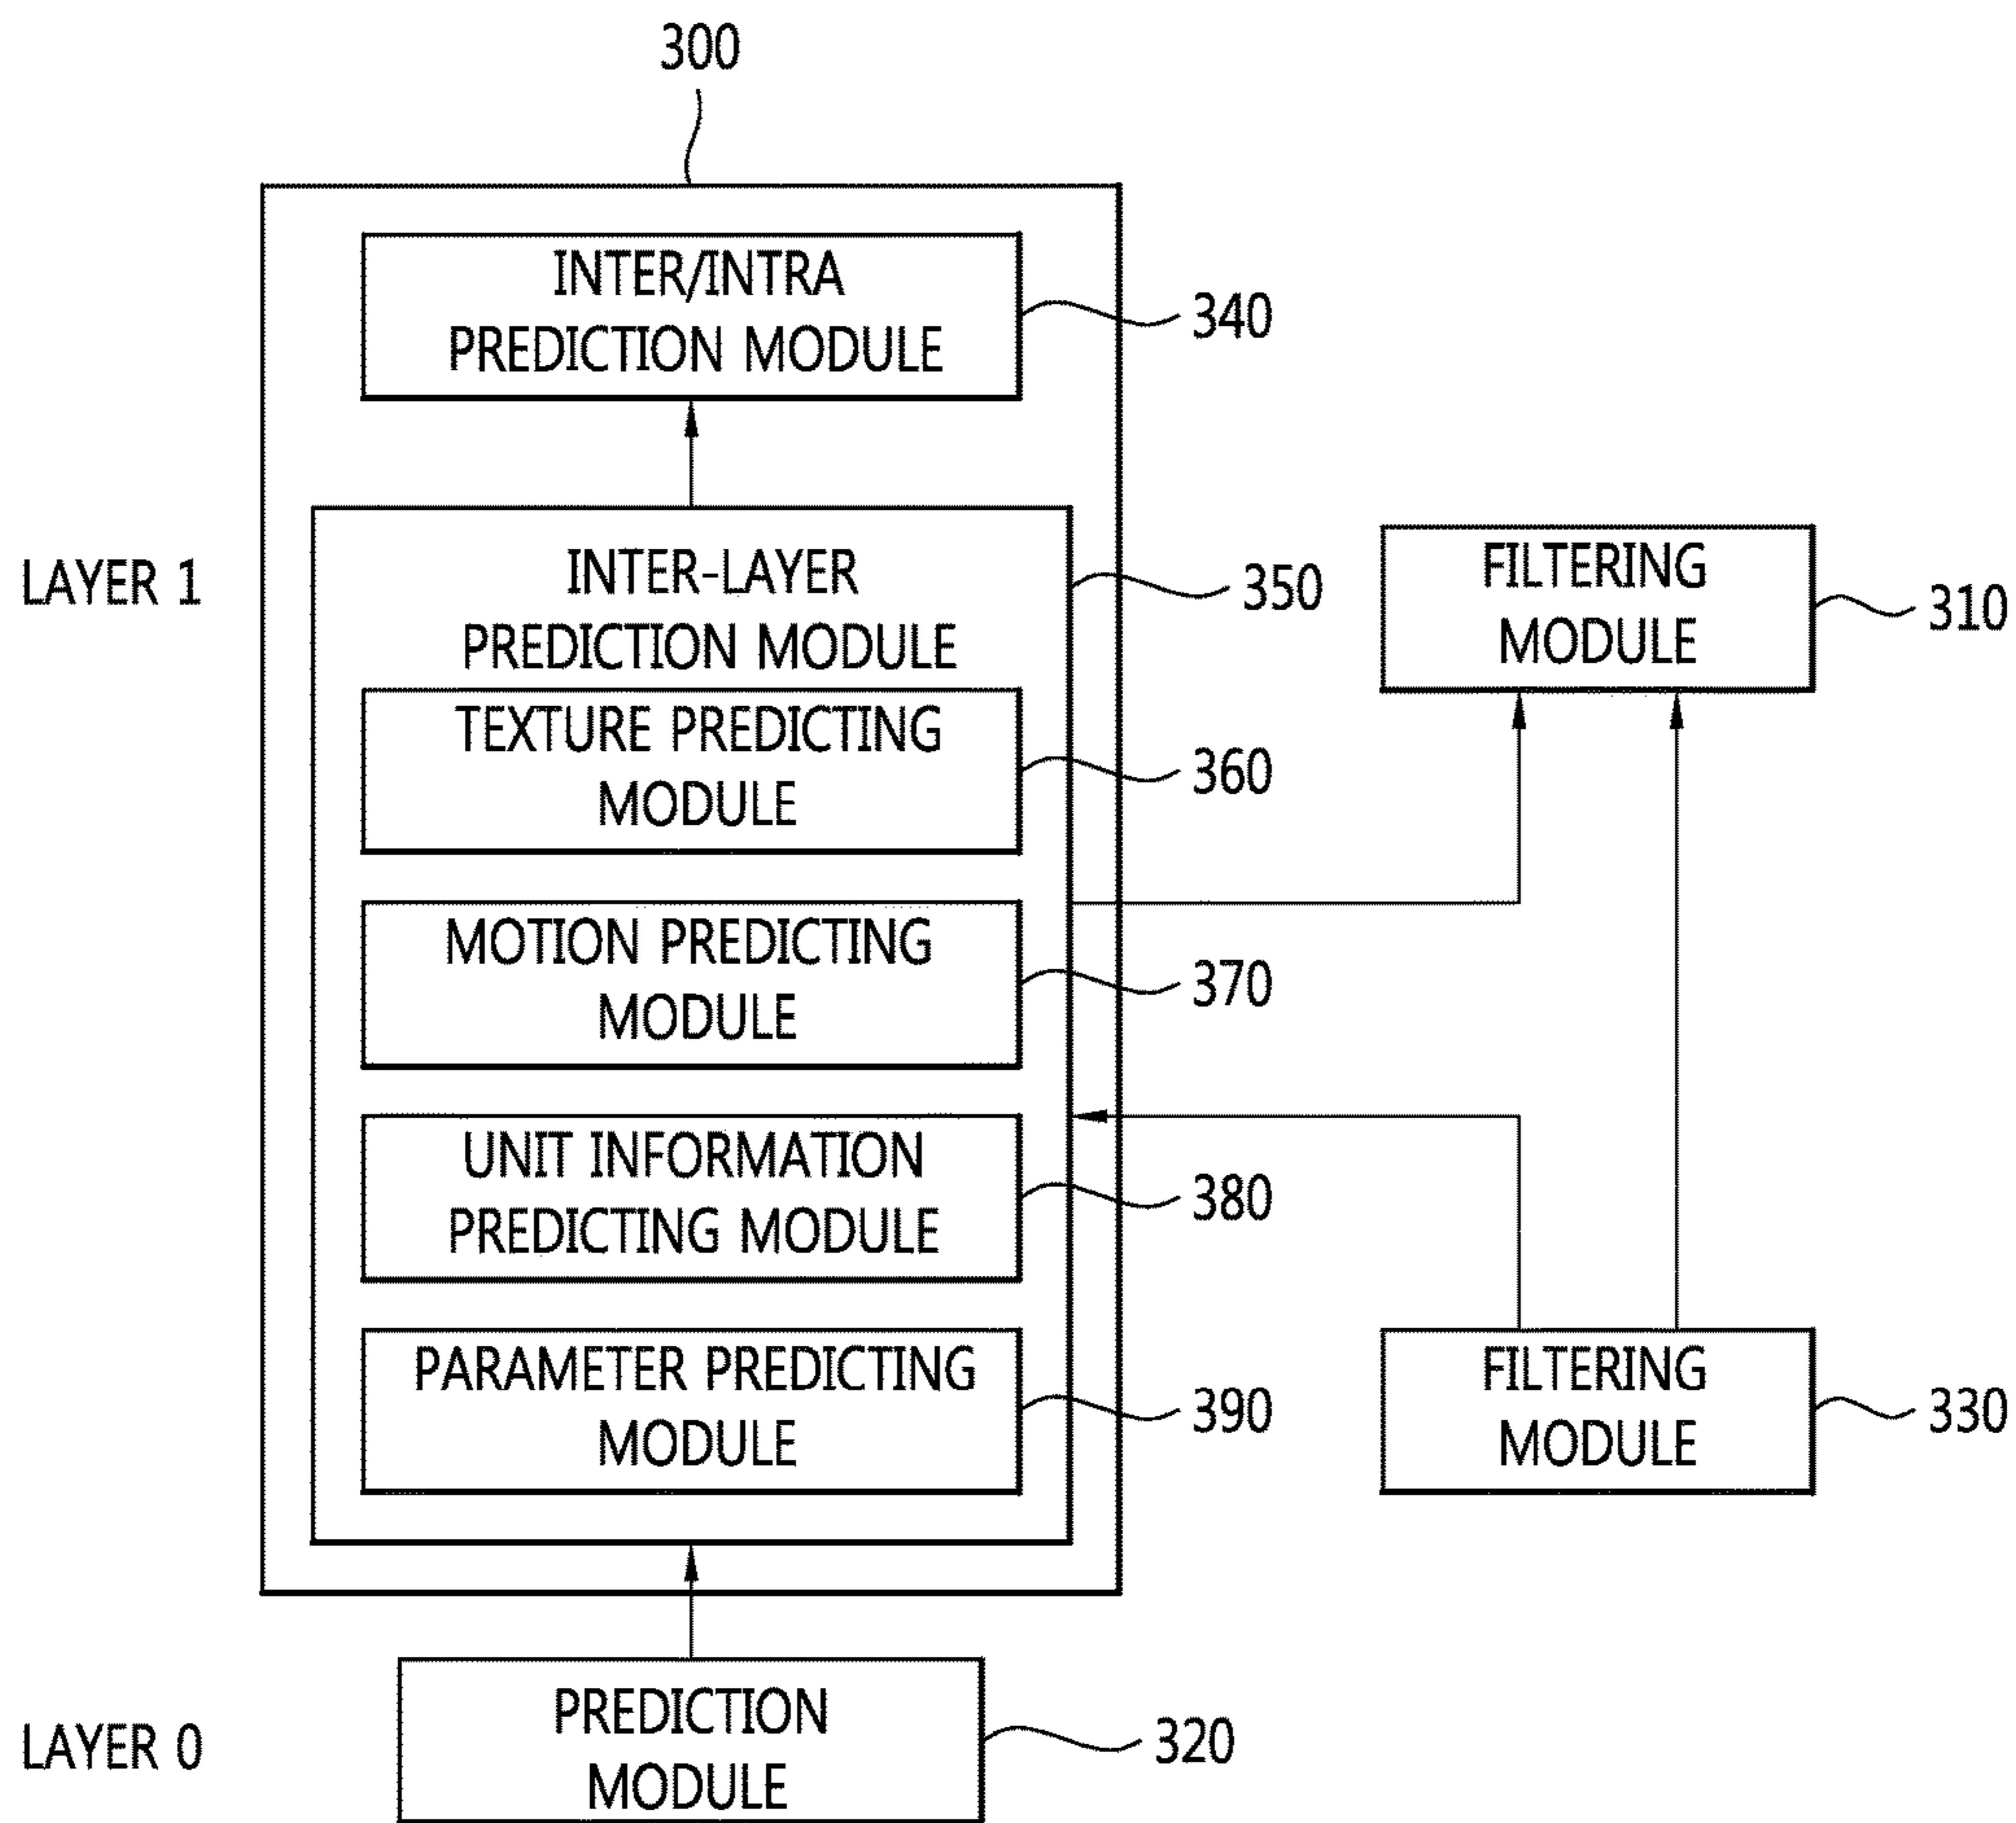 300
INTER/INTRA
PREDICTION MODULE
340
LAYER 1
INTER-LAYER
PREDICTION MODULE
350
FILTERING
MODULE
310
TEXTURE PREDICTING
MODULE
360
MOTION PREDICTING
MODULE
370
UNIT INFORMATION
PREDICTING MODULE
380
PARAMETER PREDICTING
MODULE
390
FILTERING
MODULE
330
LAYER 0
PREDICTION
MODULE
320